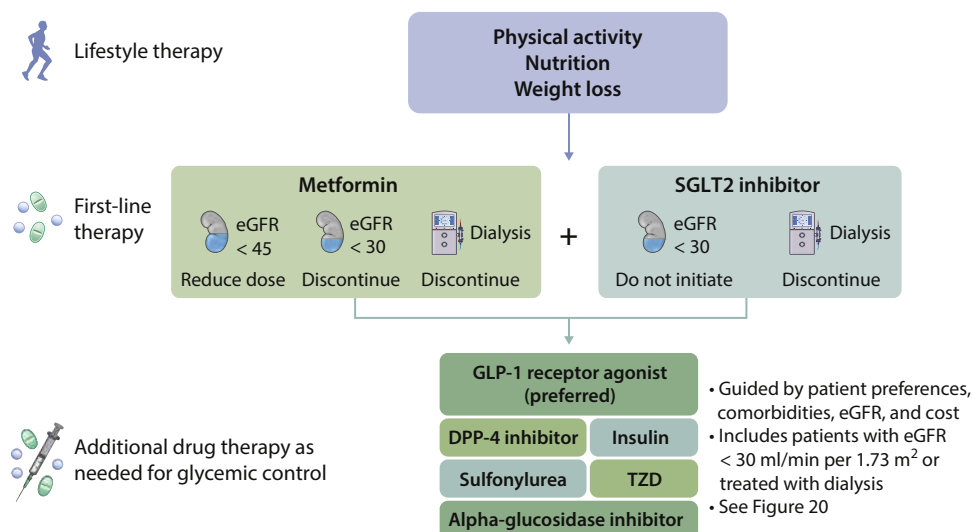 Lifestyle therapy
Physical activity
Nutrition
Weight loss
First-line
therapy
Metformin
eGFR
< 45
Reduce dose
eGFR
< 30
Discontinue
Dialysis
Discontinue
+
SGLT2 inhibitor
eGFR
< 30
Do not initiate
Dialysis
Discontinue
Additional drug therapy as
needed for glycemic control
GLP-1 receptor agonist
(preferred)
DPP-4 inhibitor
Insulin
Sulfonylurea
TZD
Alpha-glucosidase inhibitor
• Guided by patient preferences,
comorbidities, eGFR, and cost
• Includes patients with eGFR
< 30 ml/min per 1.73 m² or
treated with dialysis
• See Figure 20